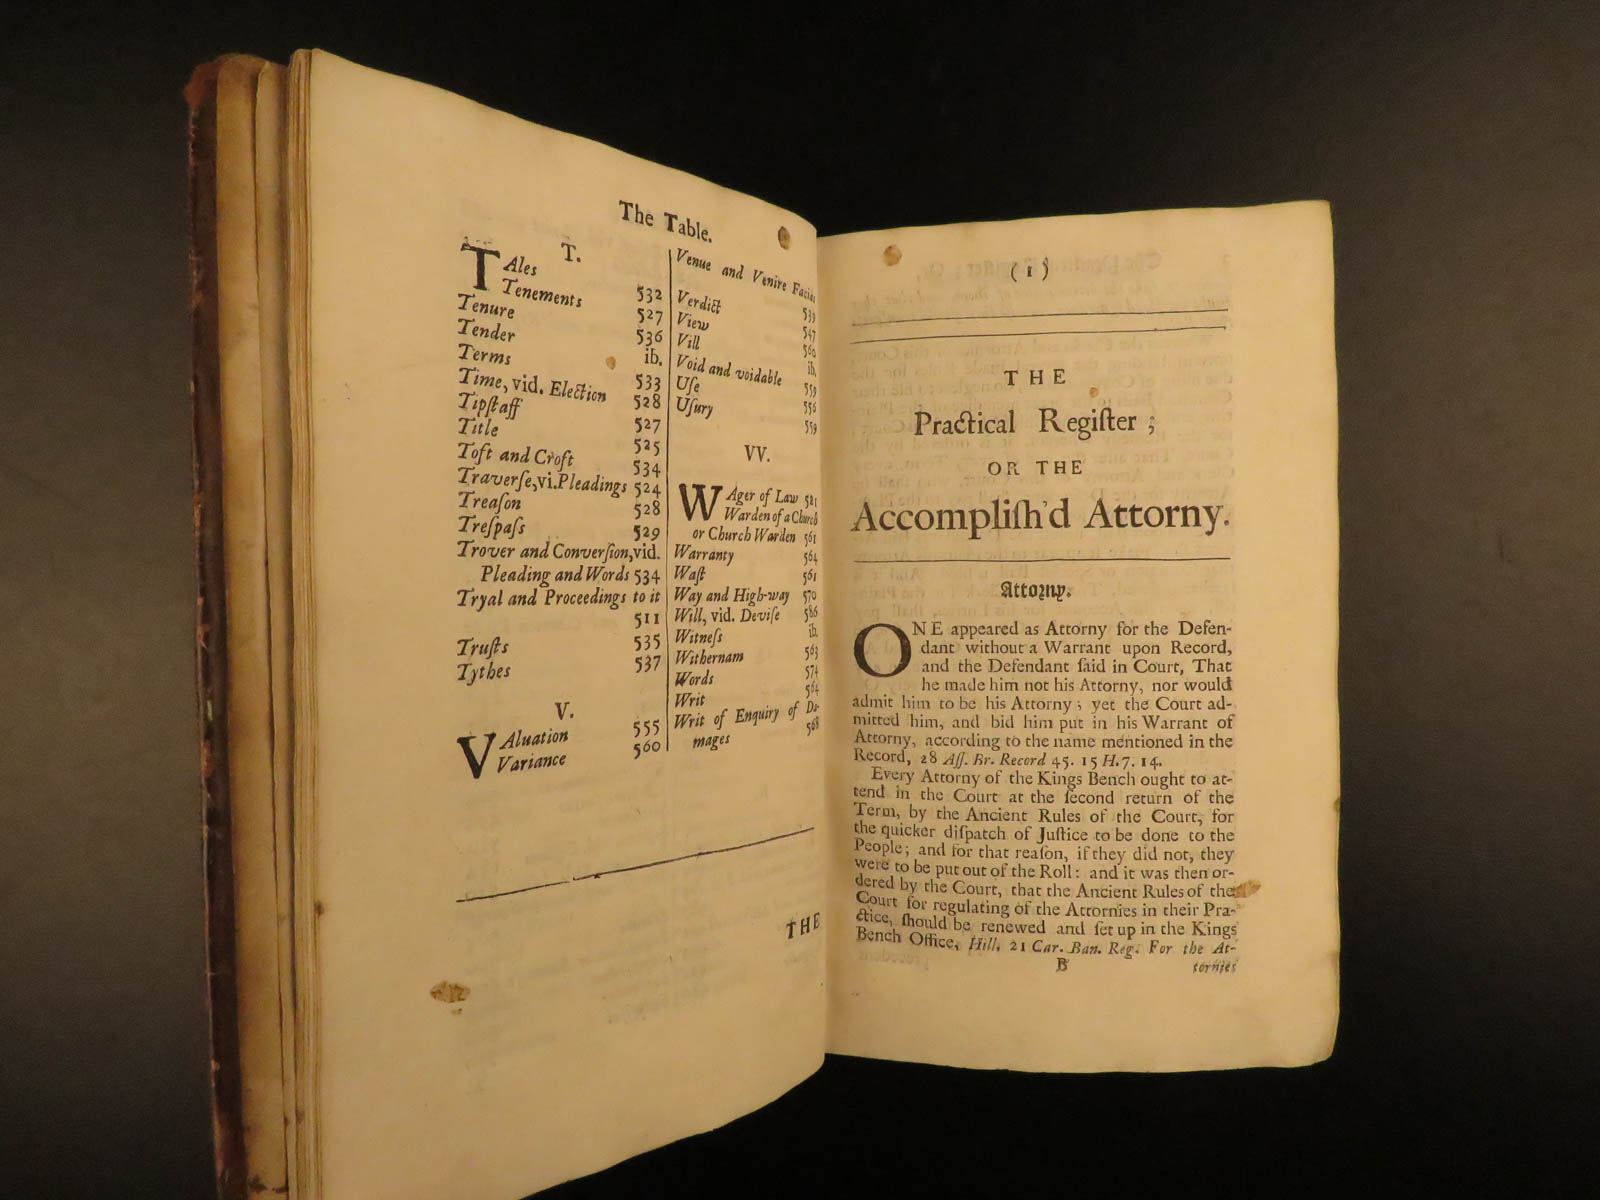 The Table.
T.
TAles 532
Tenements 527
Tenure 536
Tender ib.
Terms 533
Time, vid. Election 528
Tipſtaff 527
Title 525
Toft and Croft 534
Traverſe, vi. Pleadings 524
Treaſon 528
Treſpaſs 529
Trover and Converſion, vid.
Pleading and Words 534
Tryal and Proceedings to it
511
Truſts 535
Tythes 537
V.
VAluation 555
Variance 560
Venue and Venire Facias
539
Verdict 547
View 560
Vill ib.
Void and voidable 559
Uſe 556
Uſury 559
VV.
WAger of Law 521
Warden of a Church
or Church Warden 561
Warranty 564
Waſt 561
Way and High-way 570
Will, vid. Deviſe 586
Witneſs ib.
Withernam 563
Words 574
Writ 564
Writ of Enquiry of Da-
mages 568
THE
(1)
THE
Practical Regiſter;
OR THE
Accompliſh'd Attorny.
Attorny.
ONE appeared as Attorny for the Defen-
dant without a Warrant upon Record,
and the Defendant ſaid in Court, That
he made him not his Attorny, nor would
admit him to be his Attorny; yet the Court ad-
mitted him, and bid him put in his Warrant of
Attorny, according to the name mentioned in the
Record, 28 Aſſ. Br. Record 45. 15 H. 7. 14.
Every Attorny of the Kings Bench ought to at-
tend in the Court at the ſecond return of the
Term, by the Ancient Rules of the Court, for
the quicker diſpatch of Juſtice to be done to the
People; and for that reaſon, if they did not, they
were to be put out of the Roll: and it was then or-
dered by the Court, that the Ancient Rules of the
Court for regulating of the Attornies in their Pra-
ctice, ſhould be renewed and ſet up in the Kings
Bench Office, Hill. 21 Car. Ban. Reg. For the At-
B tornies